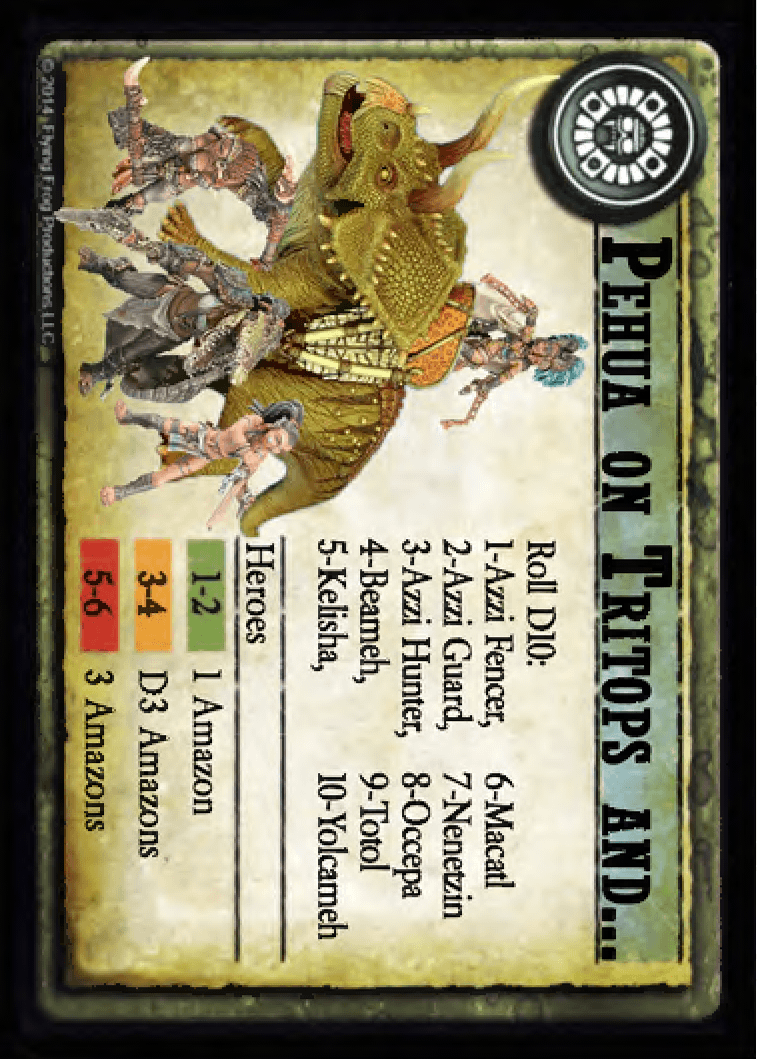 PEHUA ON TRITOPS AND...
Roll D10:
1-Azzi Fencer, 6-Macatl
2-Azzi Guard, 7-Nenetzin
3-Azzi Hunter, 8-Occepa
4-Beameh, 9-Totol
5-Kelisha, 10-Yolcameh
Heroes
1-2 1 Amazon
3-4 D3 Amazons
5-6 3 Amazons
© 2014 Flying Frog Productions, LLC